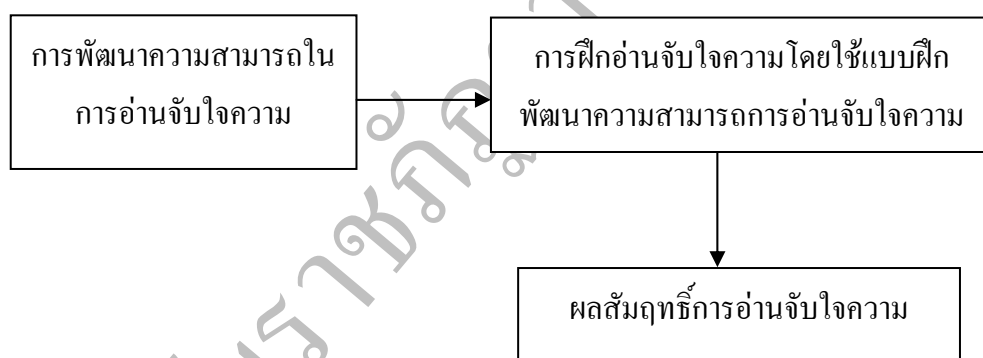 การพัฒนาความสามารถใน
การอ่านจับใจความ
การฝึกอ่านจับใจความโดยใช้แบบฝึก
พัฒนาความสามารถการอ่านจับใจความ
ผลสัมฤทธิ์การอ่านจับใจความ